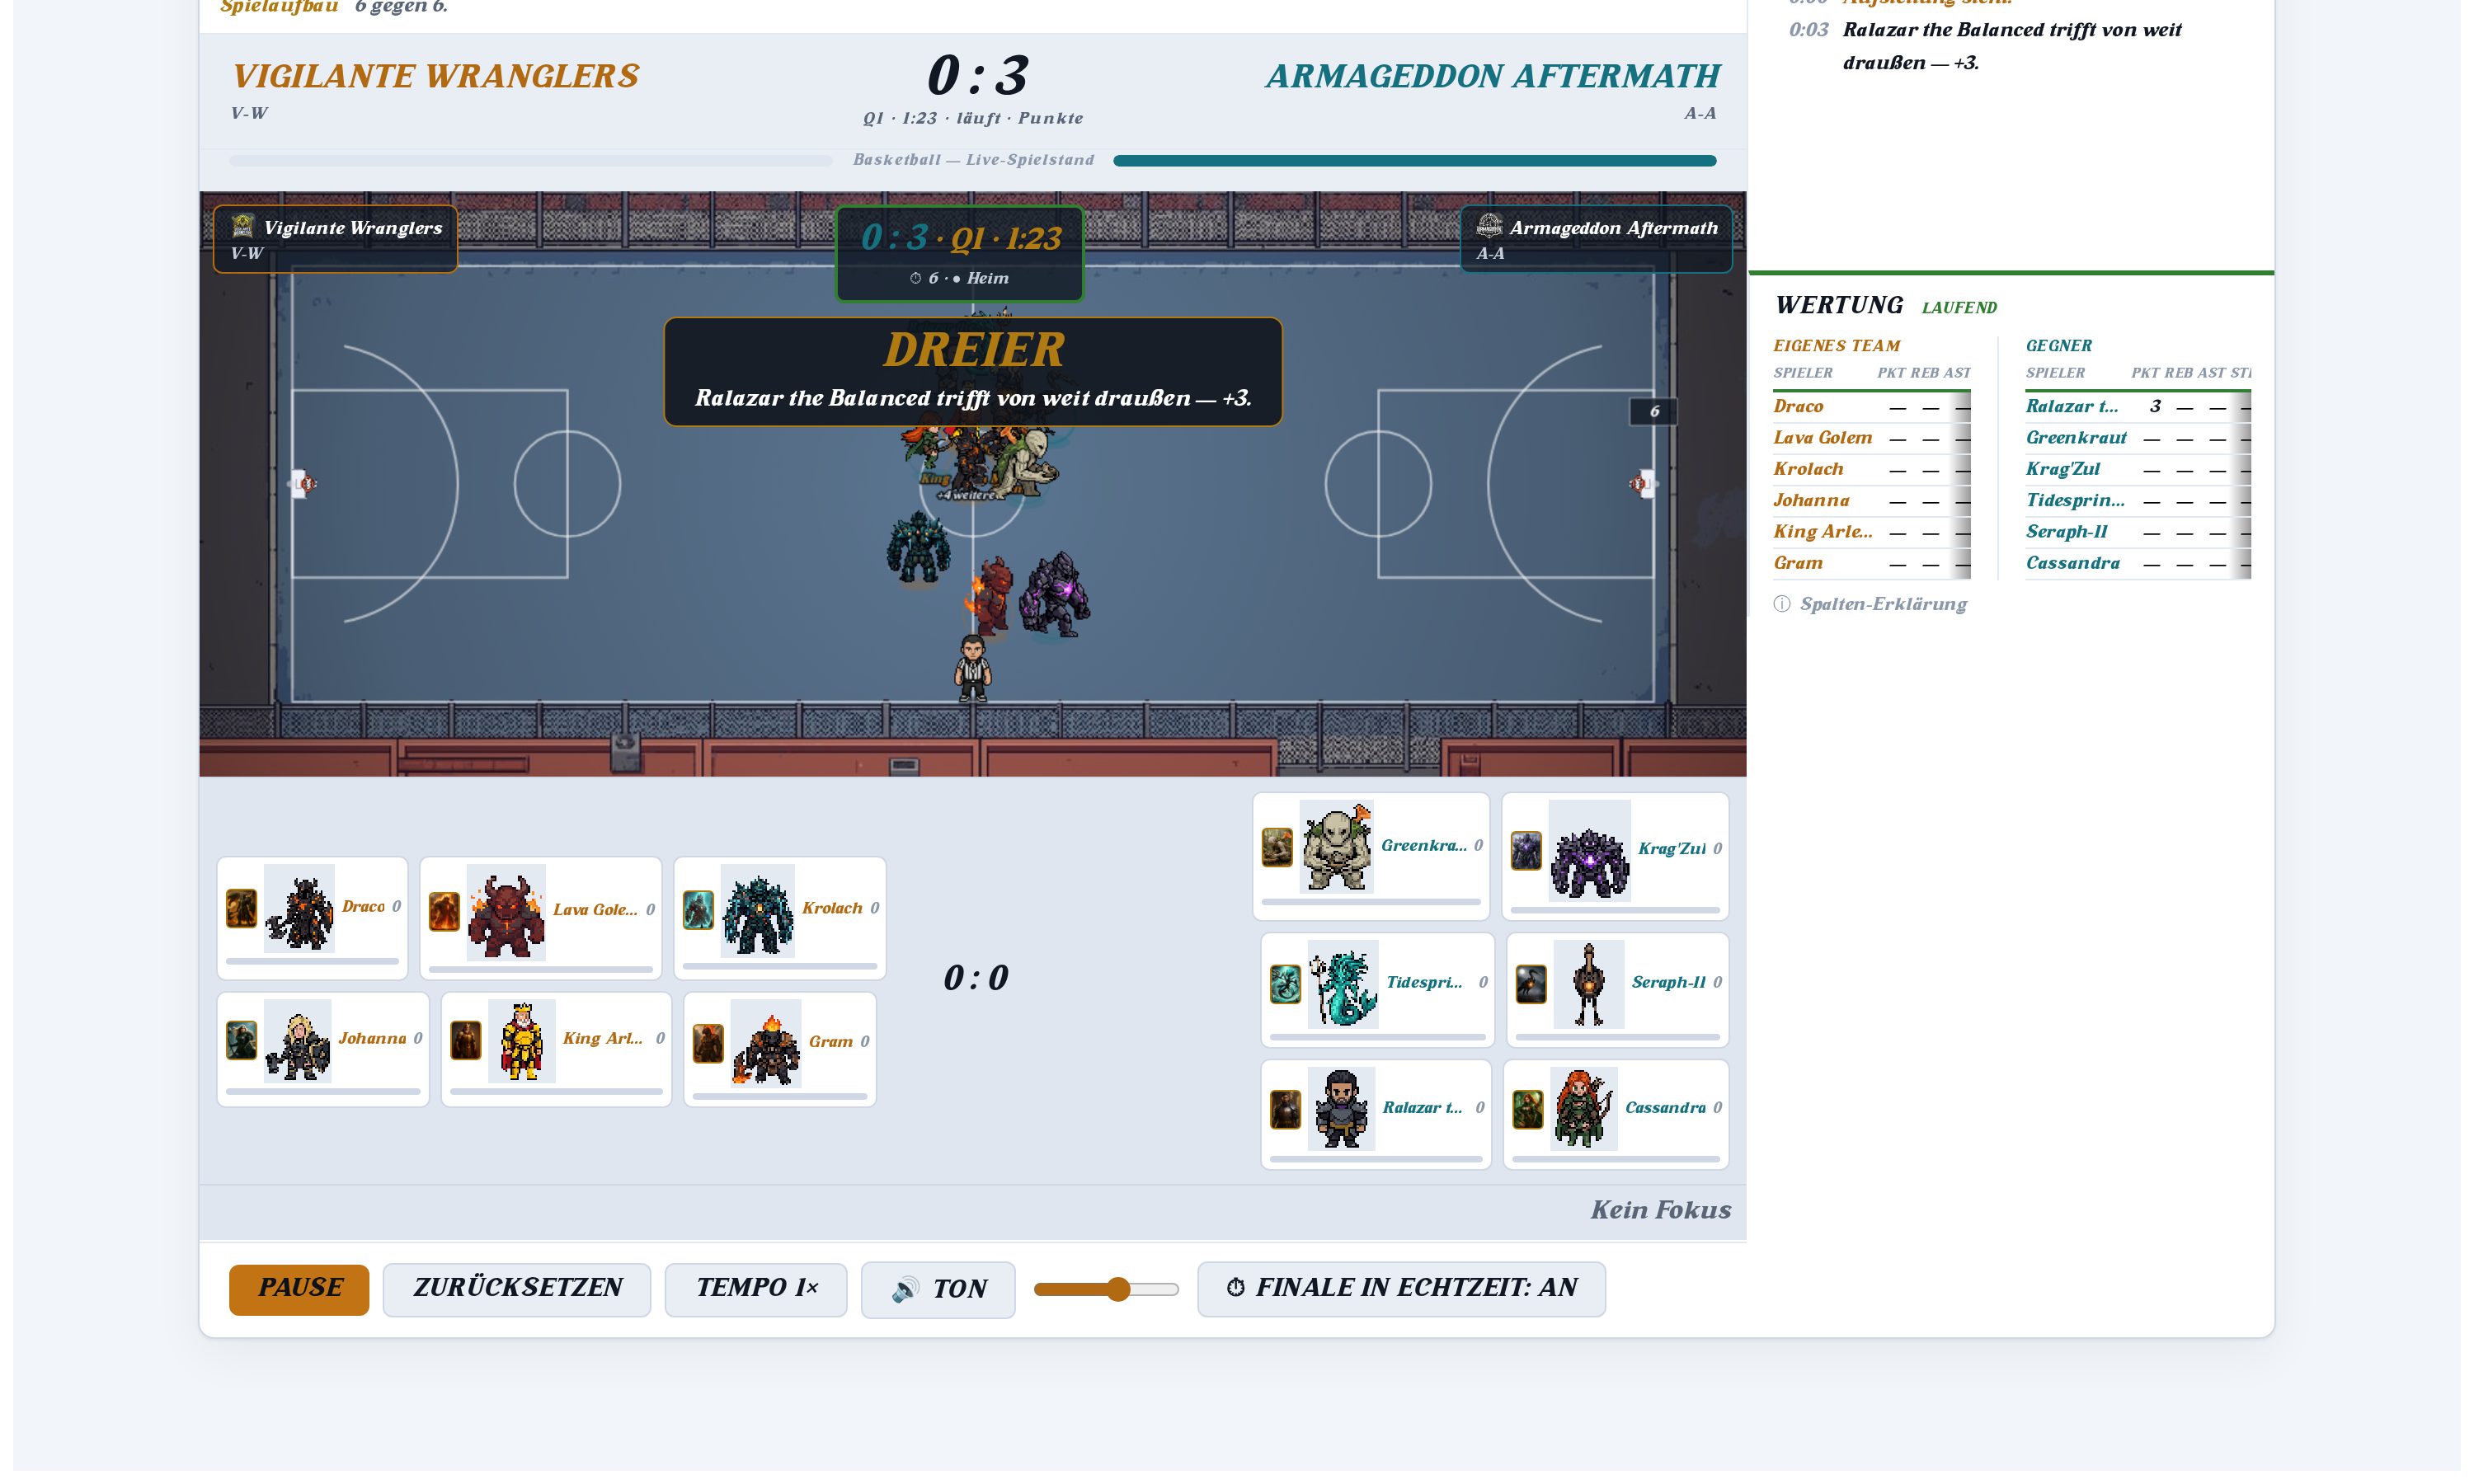 Spielaufbau 6 gegen 6.
VIGILANTE WRANGLERS
V-W
0 : 3
Q1 · 1:23 · läuft · Punkte
ARMAGEDDON AFTERMATH
A-A
Basketball — Live-Spielstand
Vigilante Wranglers
V-W
0 : 3 · Q1 · 1:23
⏱ 6 · ● Heim
Armageddon Aftermath
A-A
DREIER
Ralazar the Balanced trifft von weit draußen — +3.
6
King
+4 weitere
Greenkra... 0
Krag'Zul 0
Draco 0
Lava Gole... 0
Krolach 0
0 : 0
Tidespri... 0
Seraph-II 0
Johanna 0
King Arl... 0
Gram 0
Ralazar t... 0
Cassandra 0
Kein Fokus
PAUSE
ZURÜCKSETZEN
TEMPO 1×
TON
⏱ FINALE IN ECHTZEIT: AN
0:03 Ralazar the Balanced trifft von weit
draußen — +3.
WERTUNG LAUFEND
EIGENES TEAM
SPIELER PKT REB AST
Draco — — —
Lava Golem — — —
Krolach — — —
Johanna — — —
King Arle... — — —
Gram — — —
GEGNER
SPIELER PKT REB AST STL
Ralazar t... 3 — — —
Greenkraut — — — —
Krag'Zul — — — —
Tidesprin... — — — —
Seraph-II — — — —
Cassandra — — — —
ⓘ Spalten-Erklärung